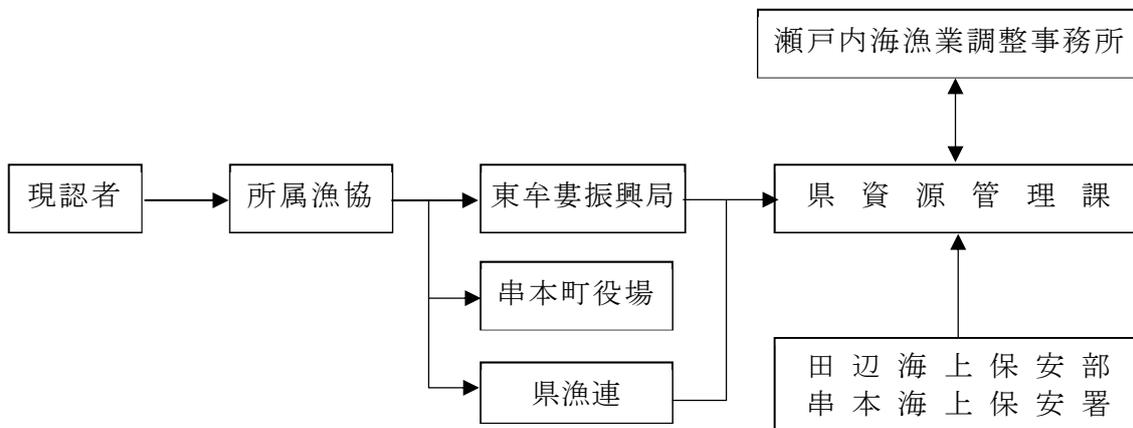 瀬戸内海漁業調整事務所
現認者
所属漁協
東牟婁振興局
県資源管理課
串本町役場
県漁連
田辺海上保安部
串本海上保安署